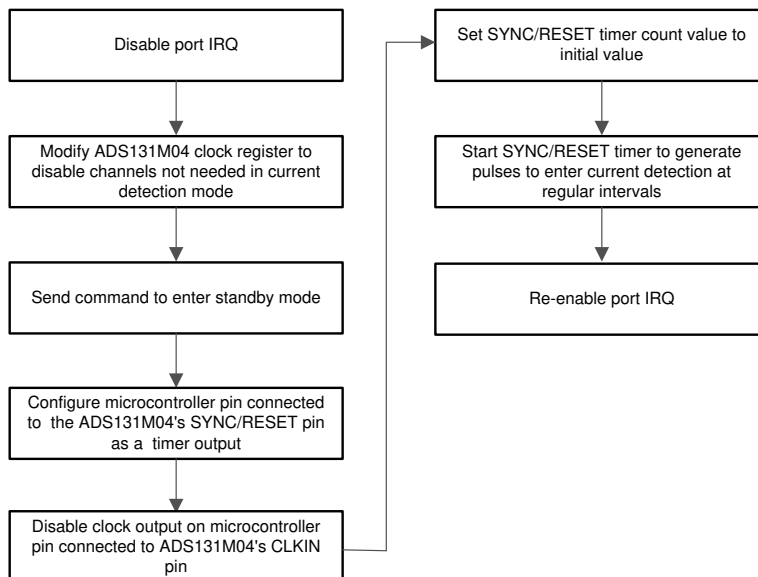 Disable port IRQ
Modify ADS131M04 clock register to
disable channels not needed in current
detection mode
Send command to enter standby mode
Configure microcontroller pin connected
to the ADS131M04's SYNC/RESET pin
as a timer output
Disable clock output on microcontroller
pin connected to ADS131M04's CLKIN
pin
Set SYNC/RESET timer count value to
initial value
Start SYNC/RESET timer to generate
pulses to enter current detection at
regular intervals
Re-enable port IRQ